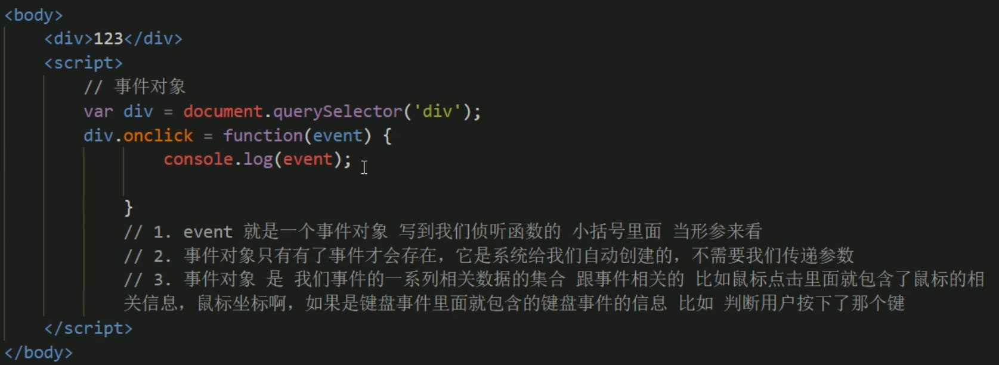 <body>
<div>123</div>
<script>
// 事件对象
var div = document.querySelector('div');
div.onclick = function(event) {
console.log(event);
}
// 1. event 就是一个事件对象 写到我们侦听函数的 小括号里面 当形参来看
// 2. 事件对象只有有了事件才会存在，它是系统给我们自动创建的，不需要我们传递参数
// 3. 事件对象 是 我们事件的一系列相关数据的集合 跟事件相关的 比如鼠标点击里面就包含了鼠标的相
关信息，鼠标坐标啊，如果是键盘事件里面就包含的键盘事件的信息 比如 判断用户按下了那个键
</script>
</body>